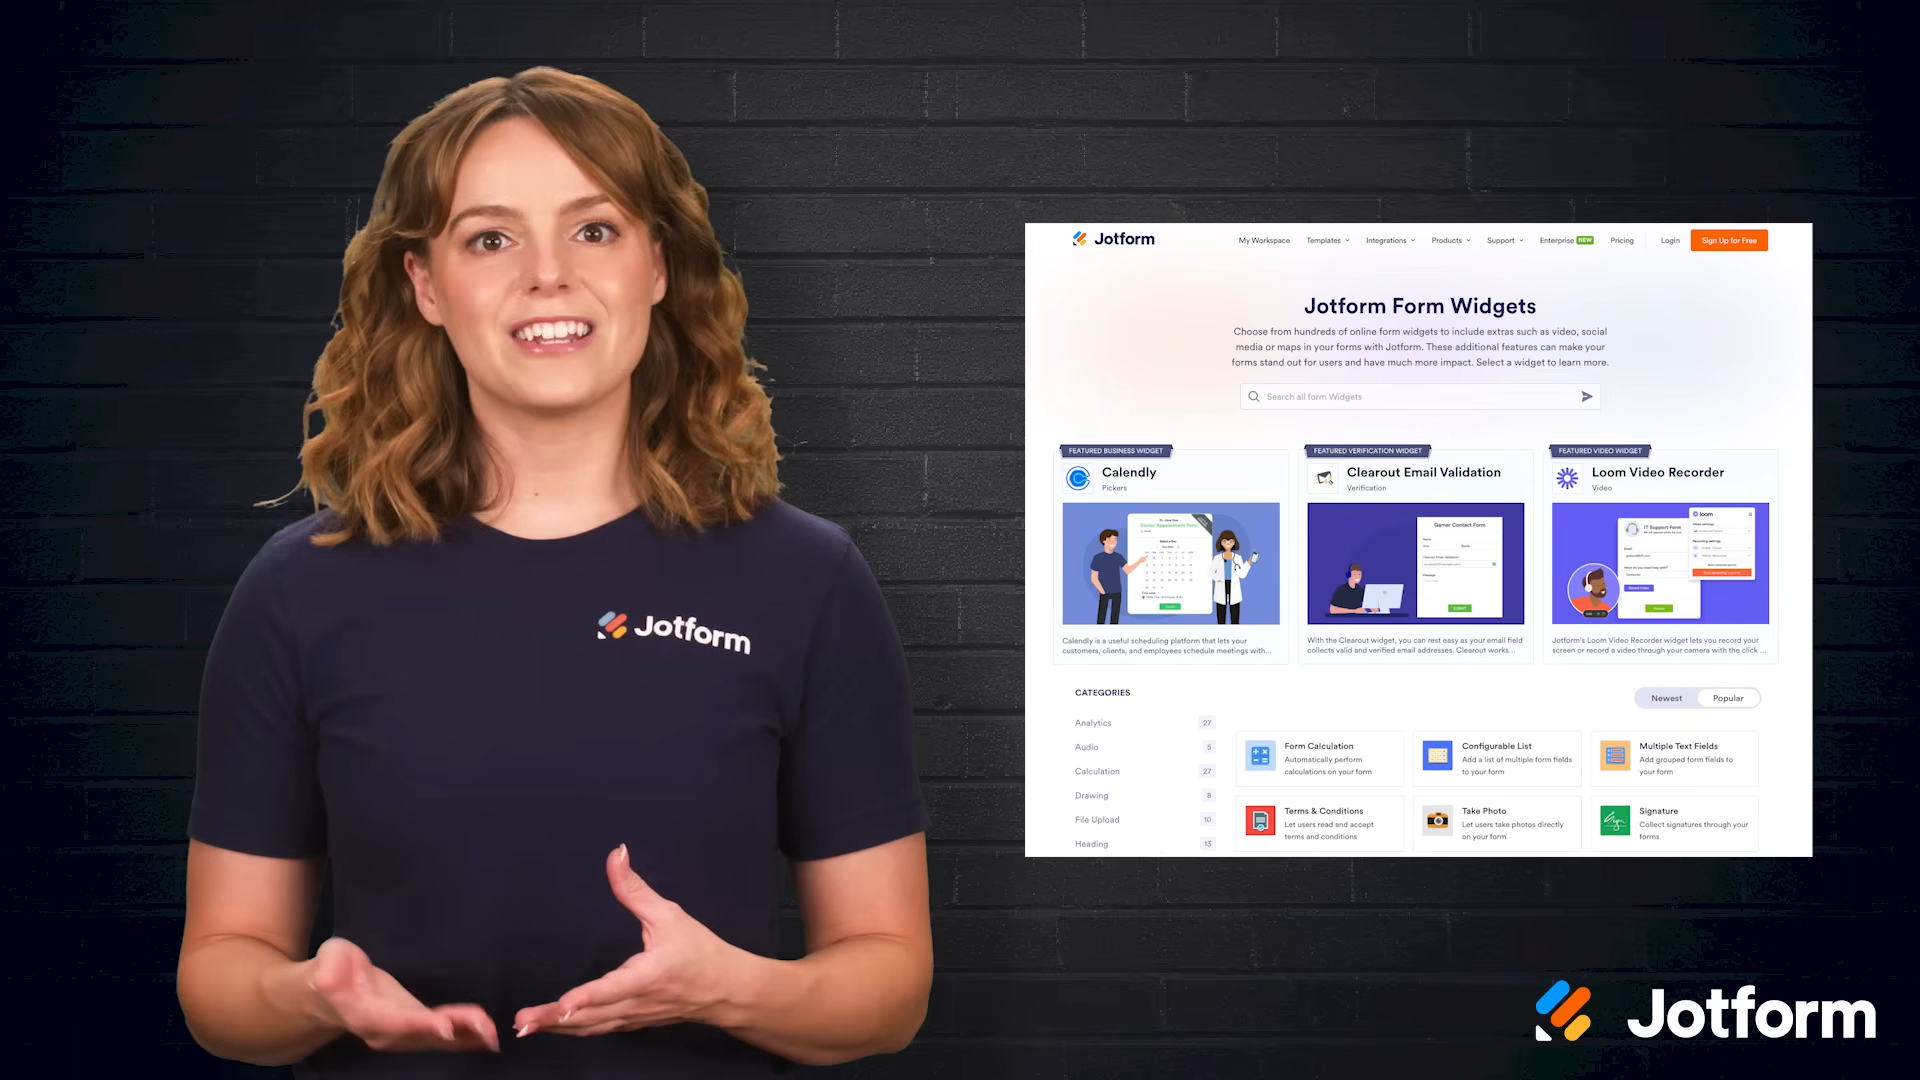 Jotform
Jotform
My Workspace
Templates
Integrations
Products
Support
Enterprise NEW
Pricing
Login
Sign Up for Free
Jotform Form Widgets
Choose from hundreds of online form widgets to include extras such as video, social
media or maps in your forms with Jotform. These additional features can make your
forms stand out for users and have much more impact. Select a widget to learn more.
Search all form Widgets
FEATURED BUSINESS WIDGET
Calendly
Pickers
Calendly is a useful scheduling platform that lets your
customers, clients, and employees schedule meetings with...
FEATURED VERIFICATION WIDGET
Clearout Email Validation
Verification
Gamer Contact Form
With the Clearout widget, you can rest easy as your email field
collects valid and verified email addresses. Clearout works...
FEATURED VIDEO WIDGET
Loom Video Recorder
Video
loom
IT Support Form
Jotform's Loom Video Recorder widget lets you record your
screen or record a video through your camera with the click ...
CATEGORIES
Analytics 27
Audio 5
Calculation 27
Drawing 8
File Upload 10
Heading 13
Newest
Popular
Form Calculation
Automatically perform
calculations on your form
Configurable List
Add a list of multiple form fields
to your form
Multiple Text Fields
Add grouped form fields to
your form
Terms & Conditions
Let users read and accept
terms and conditions
Take Photo
Let users take photos directly
on your form
Signature
Collect signatures through your
forms
Jotform